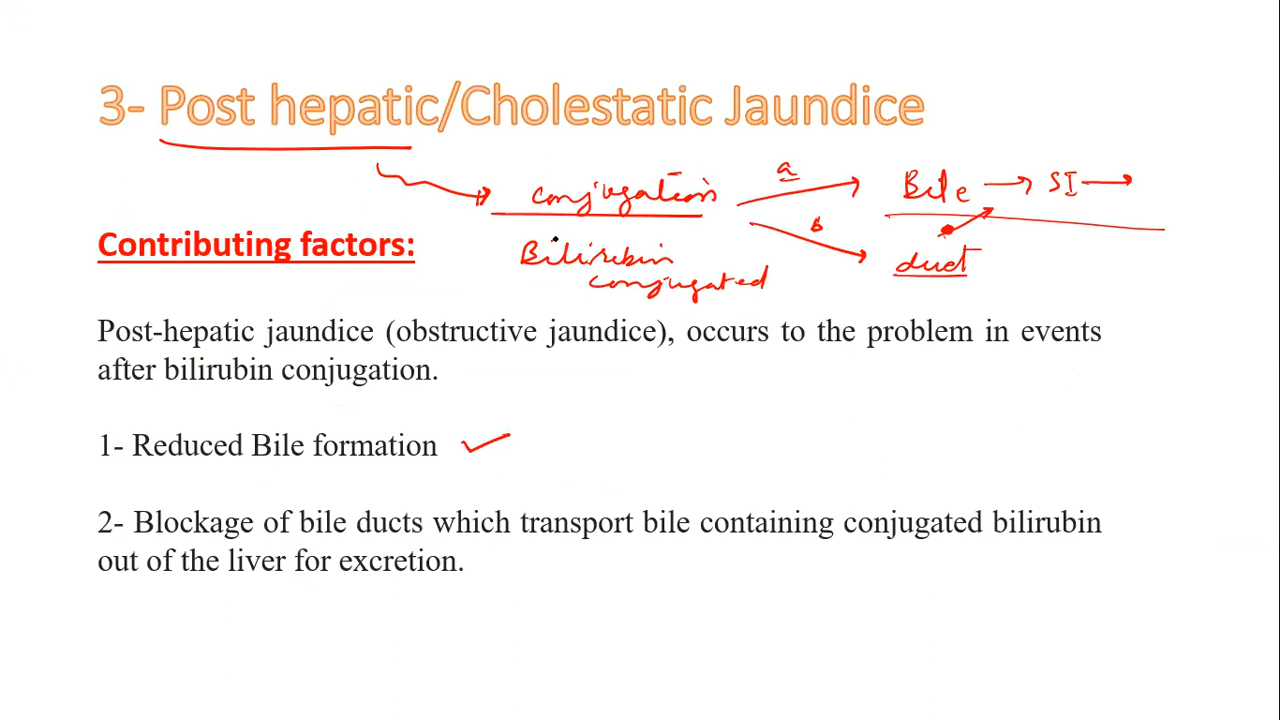 3- Post hepatic/Cholestatic Jaundice
conjugation a Bile → SI →
b
Contributing factors:
Bilirubin
conjugated
duct
Post-hepatic jaundice (obstructive jaundice), occurs to the problem in events
after bilirubin conjugation.
1- Reduced Bile formation ✓
2- Blockage of bile ducts which transport bile containing conjugated bilirubin
out of the liver for excretion.